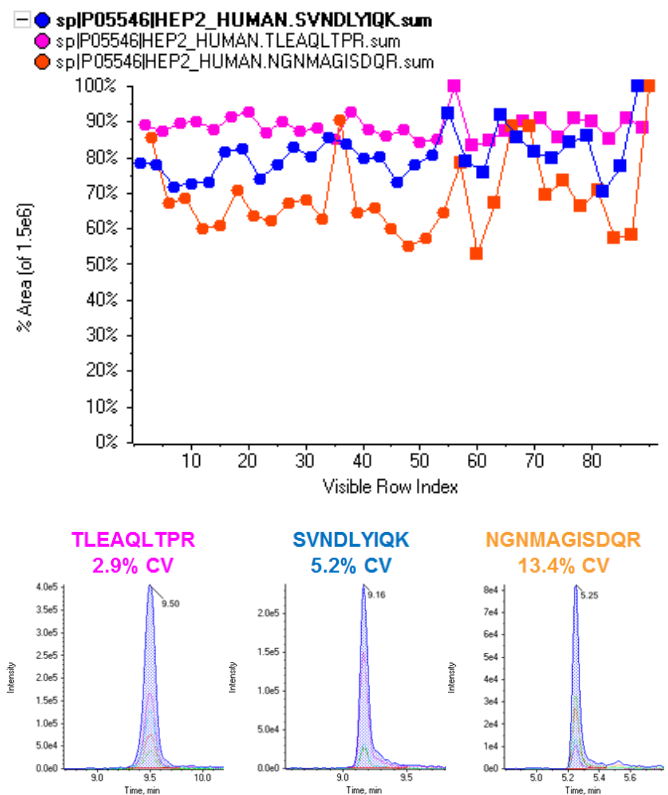 sp|P05546|HEP2_HUMAN.SVNDLYIQK.sum
sp|P05546|HEP2_HUMAN.TLEAQLTPR.sum
sp|P05546|HEP2_HUMAN.NGNMAGISDQR.sum
100%
90%
80%
70%
60%
50%
40%
30%
20%
10%
0%
% Area (of 1.5e6)
10 20 30 40 50 60 70 80
Visible Row Index
TLEAQLTPR
2.9% CV
SVNDLYIQK
5.2% CV
NGNMAGISDQR
13.4% CV
4.0e5
3.5e5
3.0e5
2.5e5
2.0e5
1.5e5
1.0e5
5.0e4
0.0e0
Intensity
9.50
9.0 9.5 10.0
Time, min
2.0e5
1.5e5
1.0e5
5.0e4
0.0e0
Intensity
9.16
9.0 9.5
Time, min
8e4
7e4
6e4
5e4
4e4
3e4
2e4
1e4
0e0
Intensity
5.25
5.0 5.2 5.4 5.6
Time, min